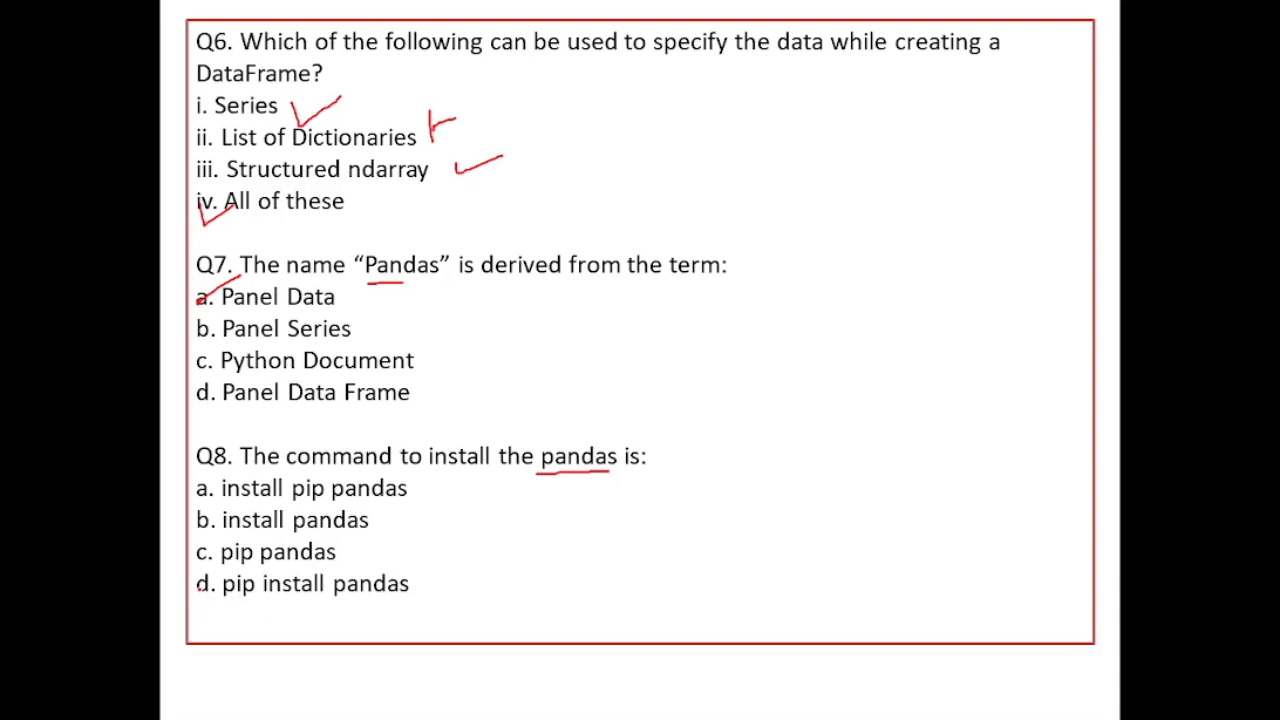 Q6. Which of the following can be used to specify the data while creating a
DataFrame?
i. Series
ii. List of Dictionaries
iii. Structured ndarray
iv. All of these
Q7. The name “Pandas” is derived from the term:
a. Panel Data
b. Panel Series
c. Python Document
d. Panel Data Frame
Q8. The command to install the pandas is:
a. install pip pandas
b. install pandas
c. pip pandas
d. pip install pandas